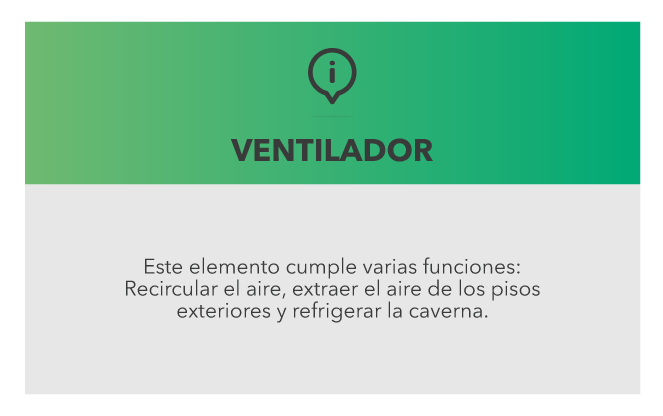 VENTILADOR
Este elemento cumple varias funciones:
Recircular el aire, extraer el aire de los pisos
exteriores y refrigerar la caverna.